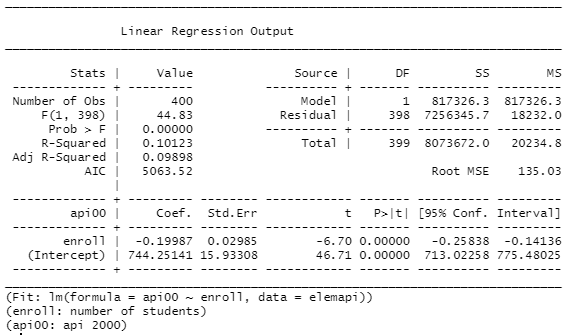 Linear Regression Output
Stats | Value Source | DF SS MS
Number of Obs | 400 Model | 1 817326.3 817326.3
F(1, 398) | 44.83 Residual | 398 7256345.7 18232.0
Prob > F | 0.00000
R-Squared | 0.10123 Total | 399 8073672.0 20234.8
Adj R-Squared | 0.09898
AIC | 5063.52 Root MSE 135.03
|
api00 | Coef. Std.Err t P>|t| [95% Conf. Interval]
enroll | -0.19987 0.02985 -6.70 0.00000 -0.25838 -0.14136
(Intercept) | 744.25141 15.93308 46.71 0.00000 713.02258 775.48025
(Fit: lm(formula = api00 ~ enroll, data = elemapi))
(enroll: number of students)
(api00: api 2000)